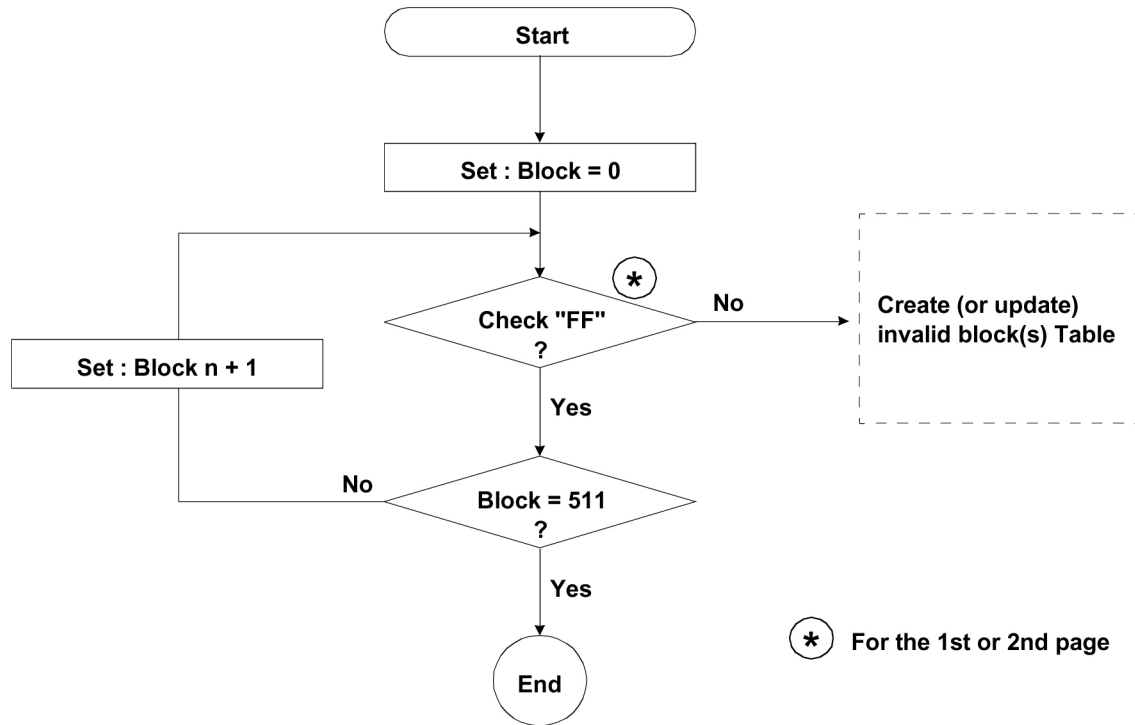 Start
Set : Block = 0
*
Check "FF"
?
No
Create (or update)
invalid block(s) Table
Set : Block n + 1
Yes
No
Block = 511
?
Yes
* For the 1st or 2nd page
End